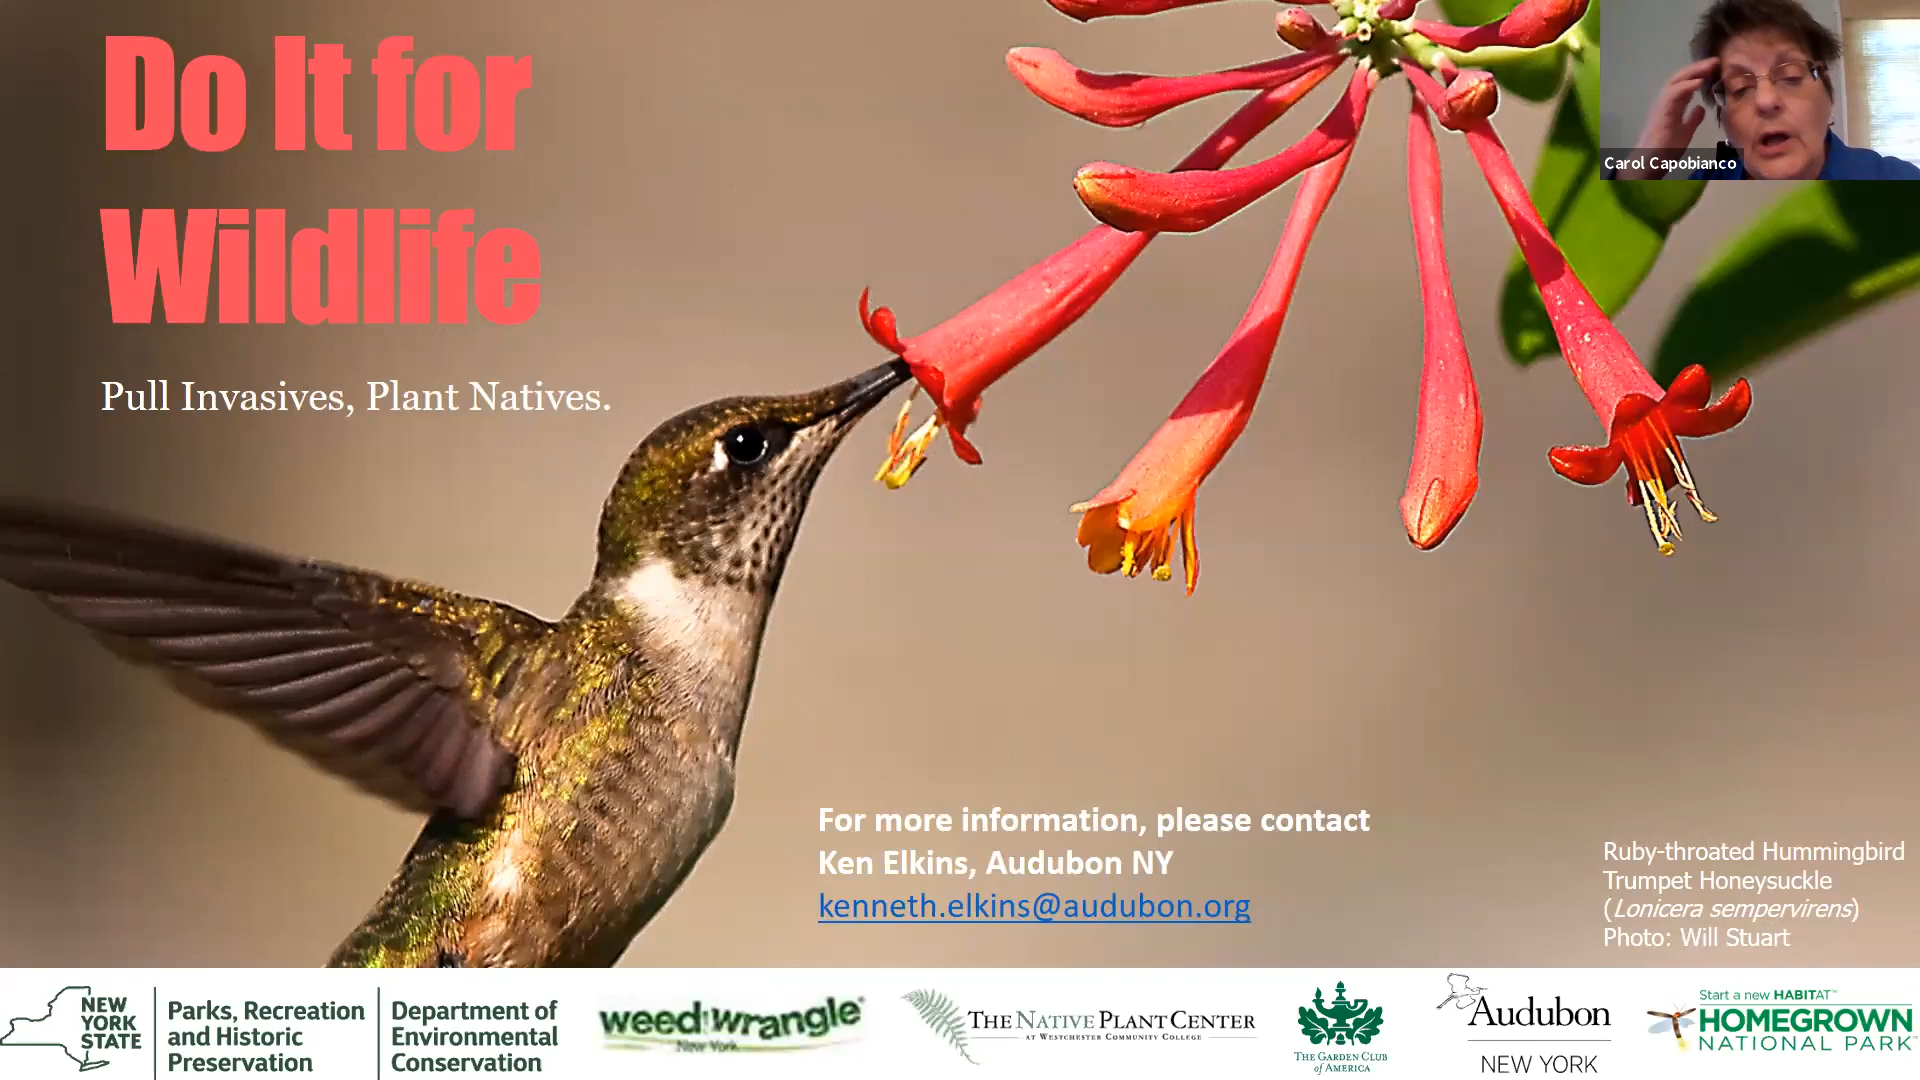 Do It for
Wildlife
Pull Invasives, Plant Natives.
Carol Capobianco
For more information, please contact
Ken Elkins, Audubon NY
kenneth.elkins@audubon.org
Ruby-throated Hummingbird
Trumpet Honeysuckle
(Lonicera sempervirens)
Photo: Will Stuart
NEW
YORK
STATE
Parks, Recreation
and Historic
Preservation
Department of
Environmental
Conservation
weed wrangle®
New York
THE NATIVE PLANT CENTER
AT WESTCHESTER COMMUNITY COLLEGE
THE GARDEN CLUB
of AMERICA
Audubon
NEW YORK
Start a new HABITAT™
HOMEGROWN
NATIONAL PARK™